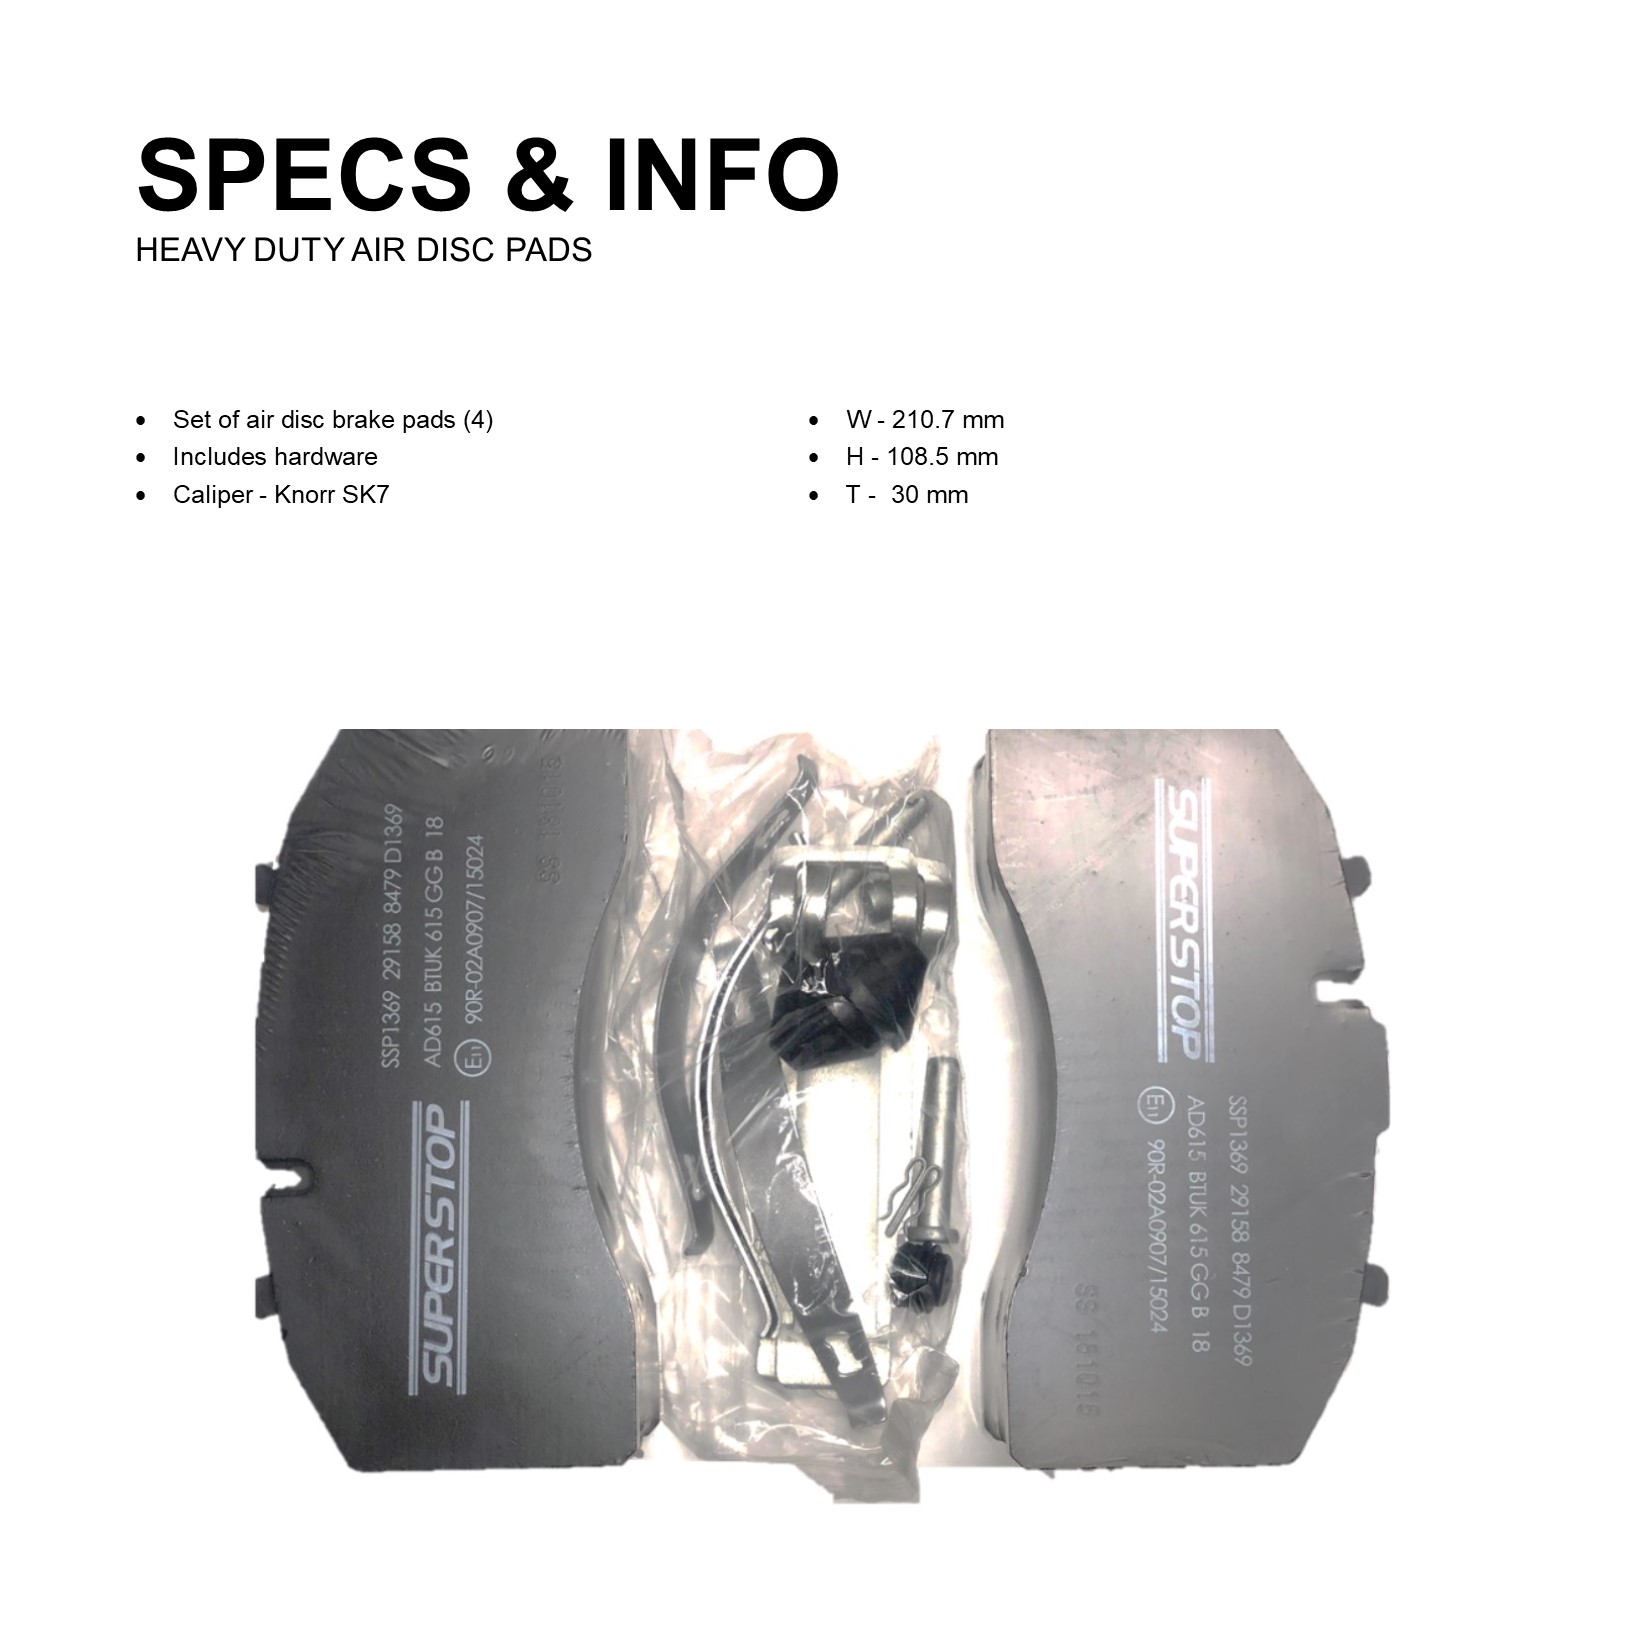 SPECS & INFO
HEAVY DUTY AIR DISC PADS
• Set of air disc brake pads (4)
• Includes hardware
• Caliper - Knorr SK7
• W - 210.7 mm
• H - 108.5 mm
• T - 30 mm
SSP1369 29158 8479 D1369
AD615 BTUK 615 GG B 18
E11 90R-02A0907/15024
SUPERSTOP
SS 181018
SUPERSTOP
SSP1369 29158 8479 D1369
AD615 BTUK 615 GG B 18
E11 90R-02A0907/15024
SS 181018